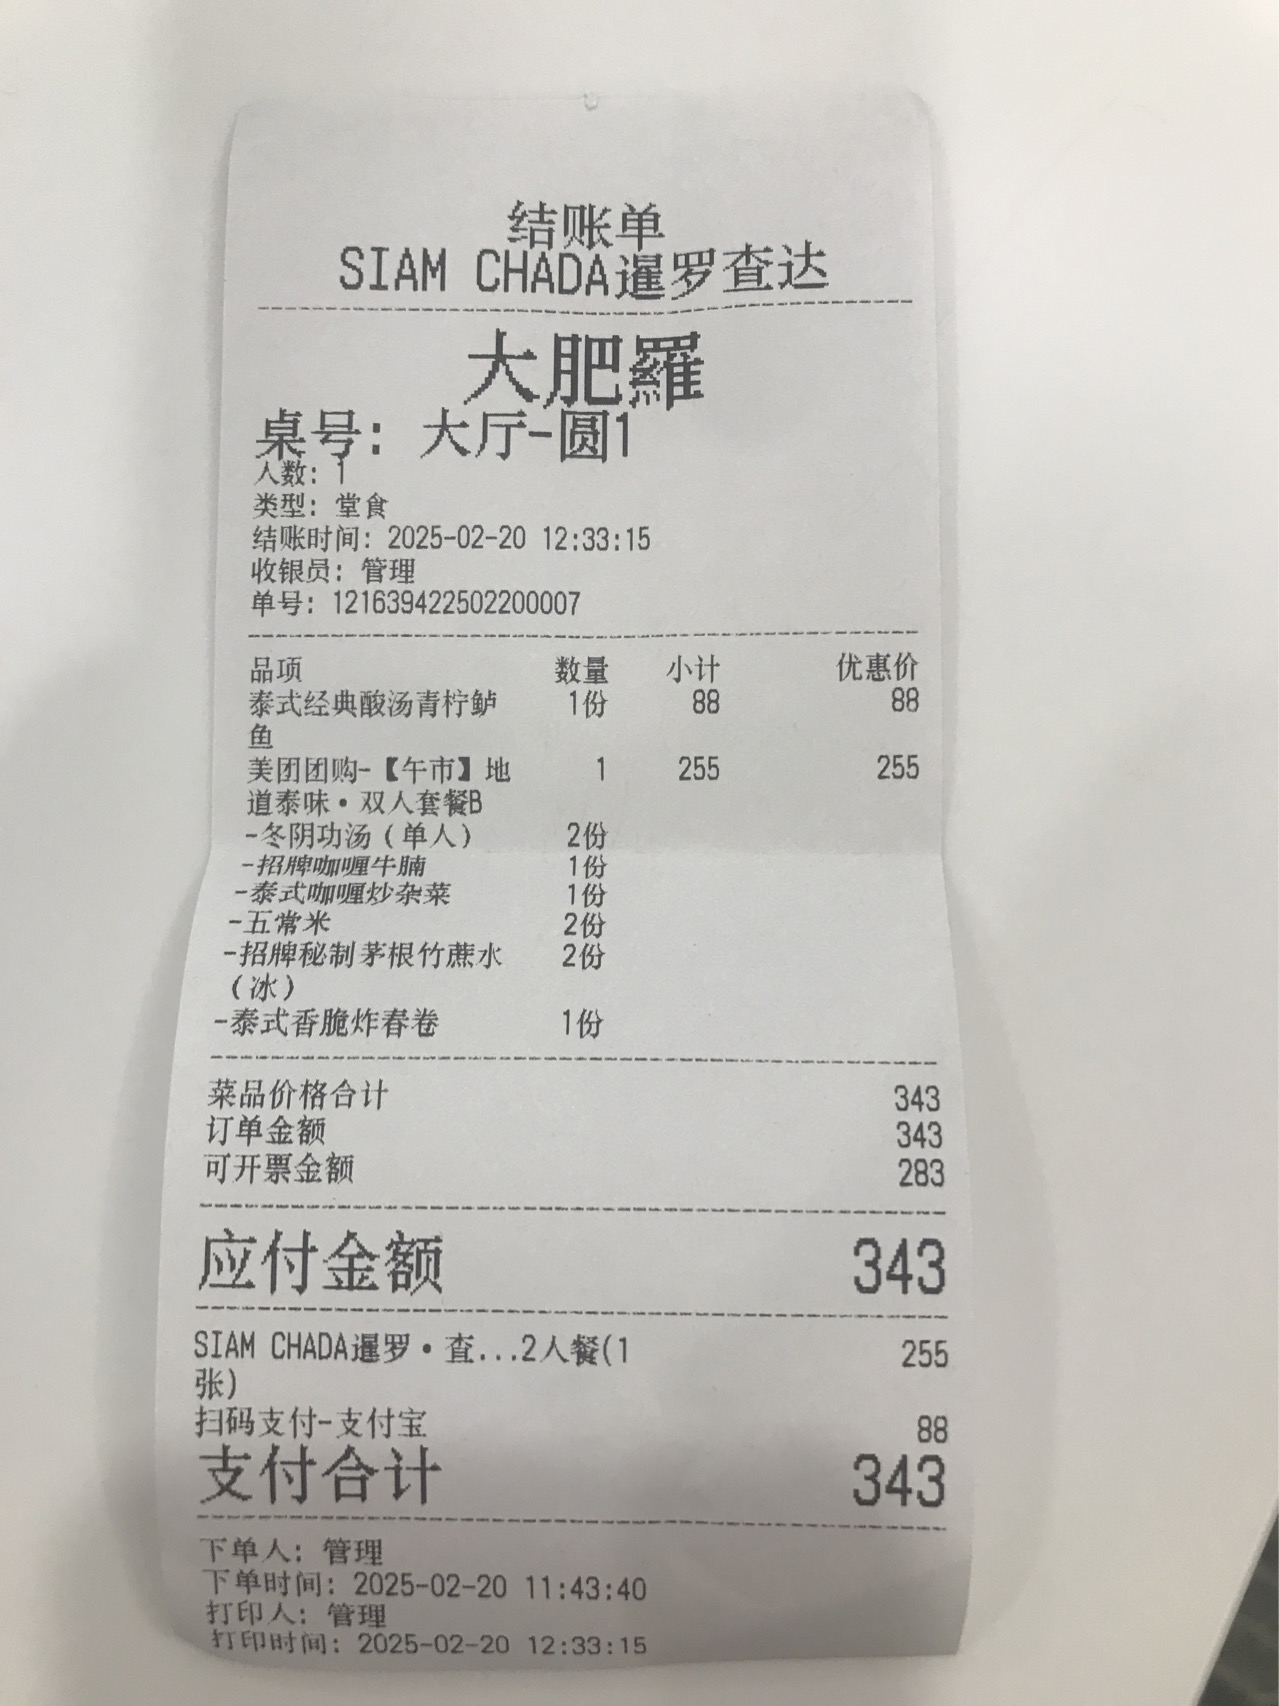 结账单
SIAM CHADA暹罗查达
大肥羅
桌号: 大厅-圆1
人数: 1
类型: 堂食
结账时间: 2025-02-20 12:33:15
收银员: 管理
单号: 121639422502200007
品项 数量 小计 优惠价
泰式经典酸汤青柠鲈 1份 88 88
鱼
美团团购-【午市】地 1 255 255
道泰味·双人套餐B
-冬阴功汤(单人) 2份
-招牌咖喱牛腩 1份
-泰式咖喱炒杂菜 1份
-五常米 2份
-招牌秘制茅根竹蔗水 2份
(冰)
-泰式香脆炸春卷 1份
菜品价格合计 343
订单金额 343
可开票金额 283
应付金额 343
SIAM CHADA暹罗·查...2人餐(1 255
张)
扫码支付-支付宝 88
支付合计 343
下单人: 管理
下单时间: 2025-02-20 11:43:40
打印人: 管理
打印时间: 2025-02-20 12:33:15